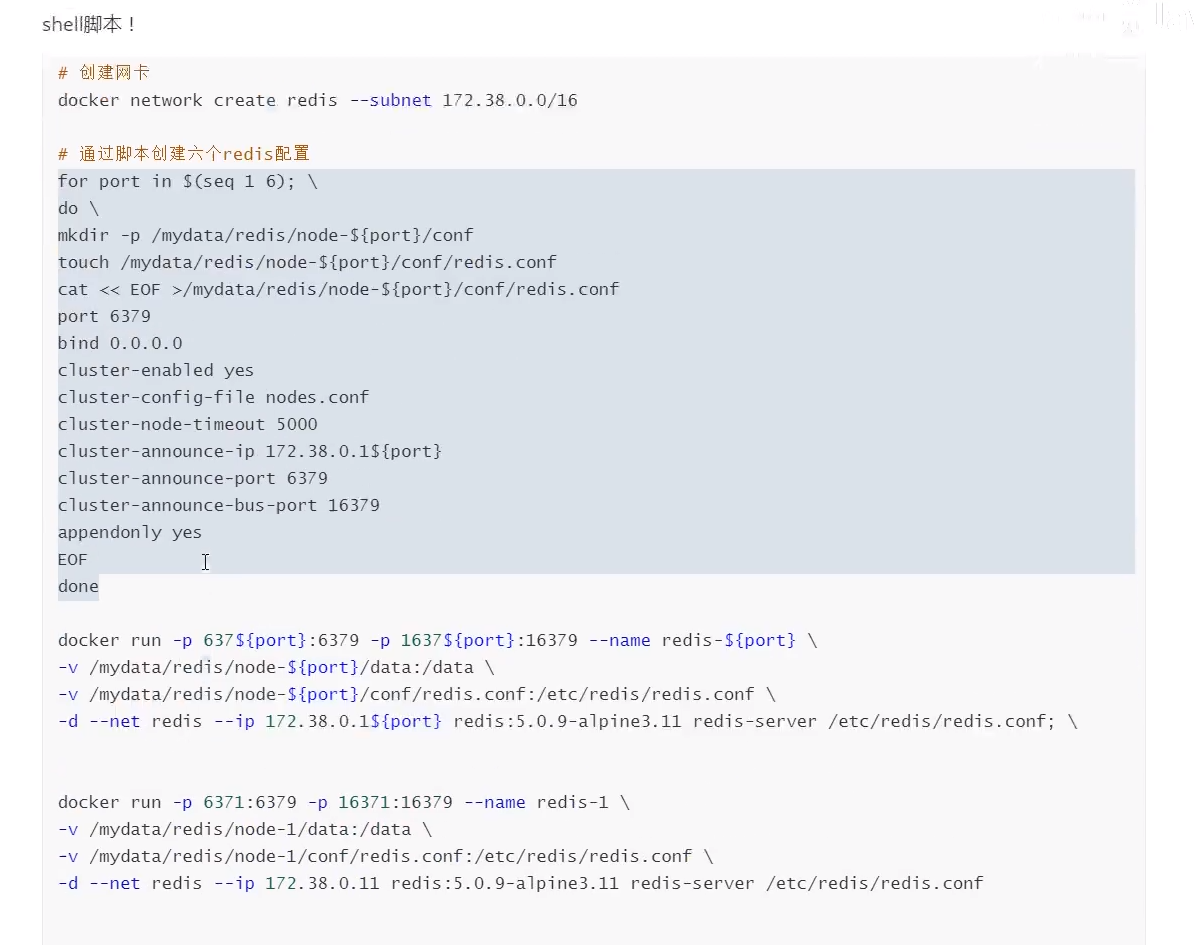 shell脚本！
# 创建网卡
docker network create redis --subnet 172.38.0.0/16
# 通过脚本创建六个redis配置
for port in $(seq 1 6); \
do \
mkdir -p /mydata/redis/node-${port}/conf
touch /mydata/redis/node-${port}/conf/redis.conf
cat << EOF >/mydata/redis/node-${port}/conf/redis.conf
port 6379
bind 0.0.0.0
cluster-enabled yes
cluster-config-file nodes.conf
cluster-node-timeout 5000
cluster-announce-ip 172.38.0.1${port}
cluster-announce-port 6379
cluster-announce-bus-port 16379
appendonly yes
EOF
done
docker run -p 637${port}:6379 -p 1637${port}:16379 --name redis-${port} \
-v /mydata/redis/node-${port}/data:/data \
-v /mydata/redis/node-${port}/conf/redis.conf:/etc/redis/redis.conf \
-d --net redis --ip 172.38.0.1${port} redis:5.0.9-alpine3.11 redis-server /etc/redis/redis.conf; \
docker run -p 6371:6379 -p 16371:16379 --name redis-1 \
-v /mydata/redis/node-1/data:/data \
-v /mydata/redis/node-1/conf/redis.conf:/etc/redis/redis.conf \
-d --net redis --ip 172.38.0.11 redis:5.0.9-alpine3.11 redis-server /etc/redis/redis.conf